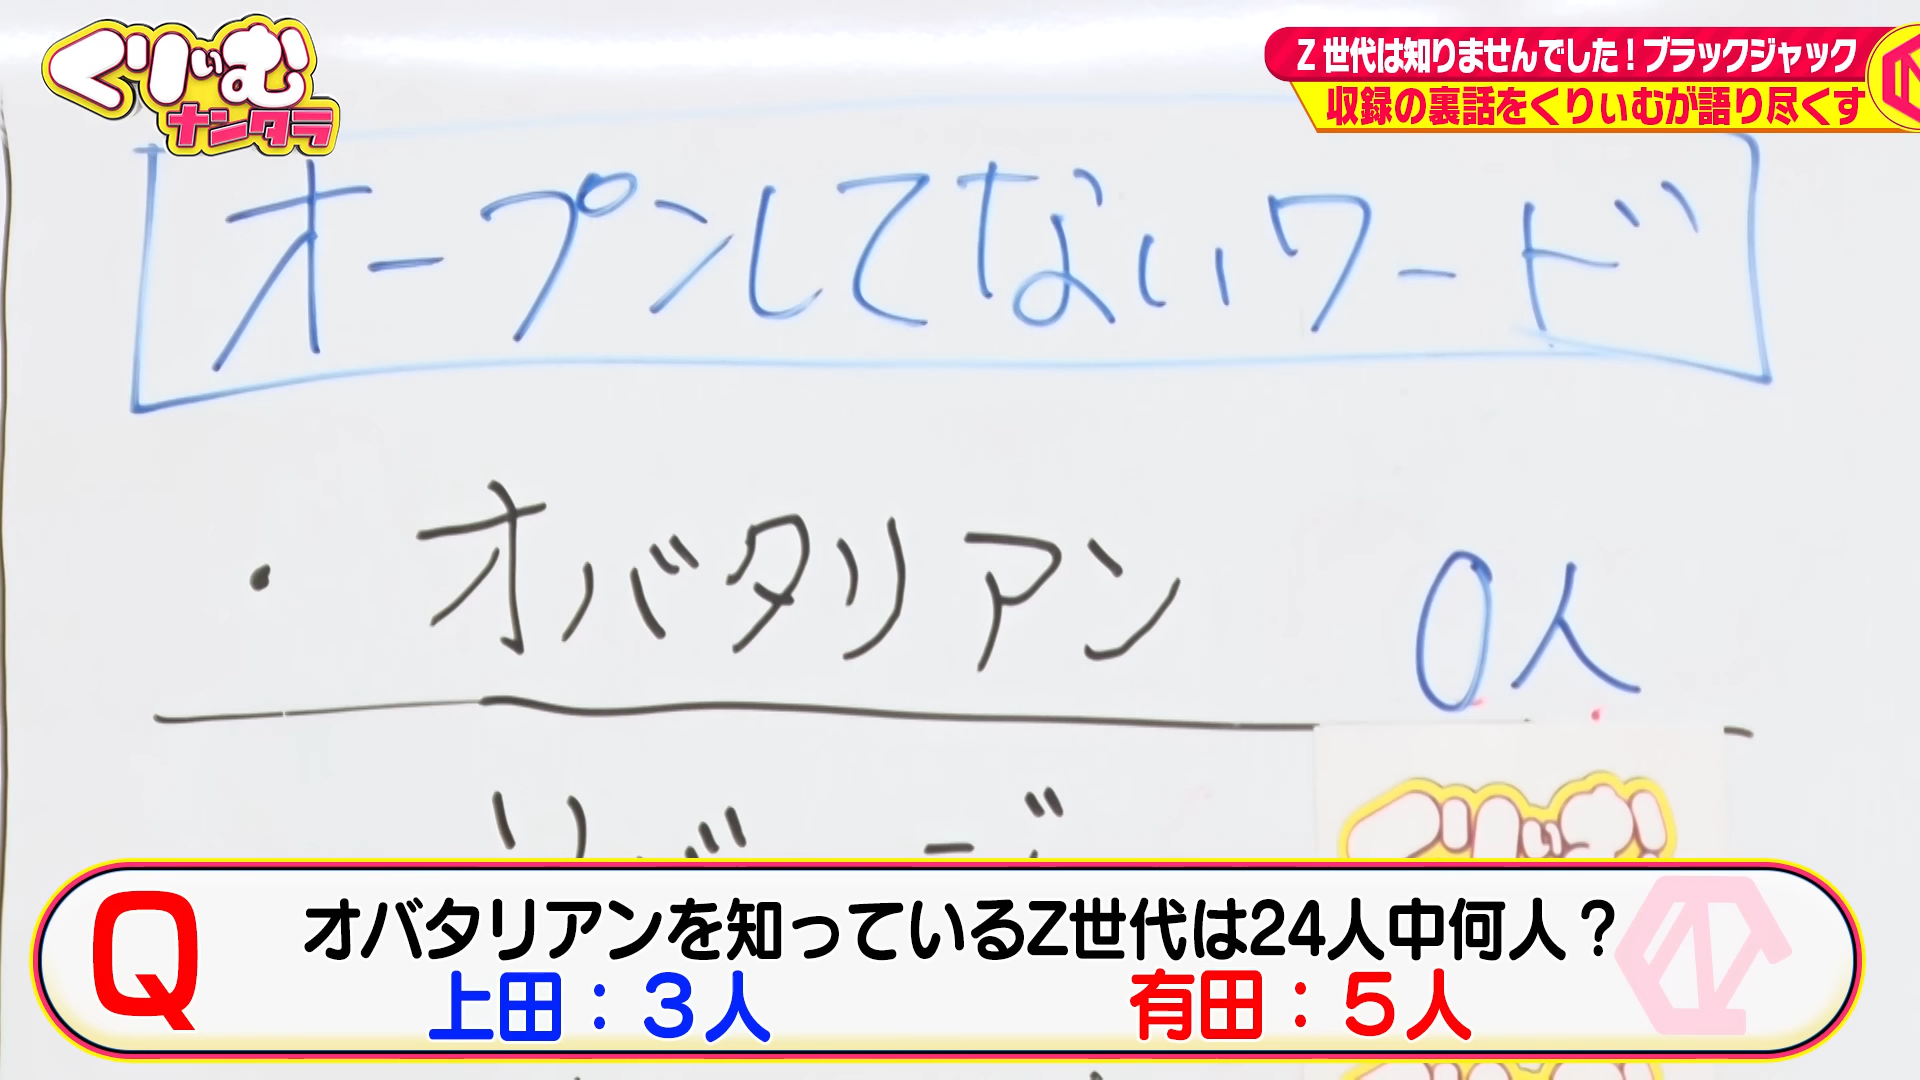 くりぃむ
ナンタラ
Z世代は知りませんでした!ブラックジャック
収録の裏話をくりぃむが語り尽くす
オープンしてないワード
・オバタリアン 0人
くりぃむ
Q オバタリアンを知っているZ世代は24人中何人?
上田:3人 有田:5人